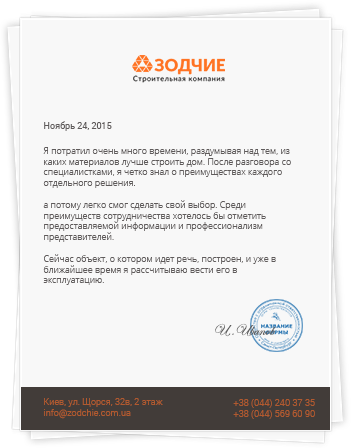 ЗОДЧИЕ
Строительная компания
Ноябрь 24, 2015
Я потратил очень много времени, раздумывая над тем, из
каких материалов лучше строить дом. После разговора со
специалистками, я четко знал о преимуществах каждого
отдельного решения.
а потому легко смог сделать свой выбор. Среди
преимуществ сотрудничества хотелось бы отметить
предоставляемой информации и профессионализм
представителей.
Сейчас объект, о котором идет речь, построен, и уже в
ближайшее время я рассчитываю вести его в
эксплуатацию.
И. Иванов
НАЗВАНИЕ
ФИРМЫ
Киев, ул. Щорса, 32в, 2 этаж
info@zodchie.com.ua
+38 (044) 240 37 35
+38 (044) 569 60 90